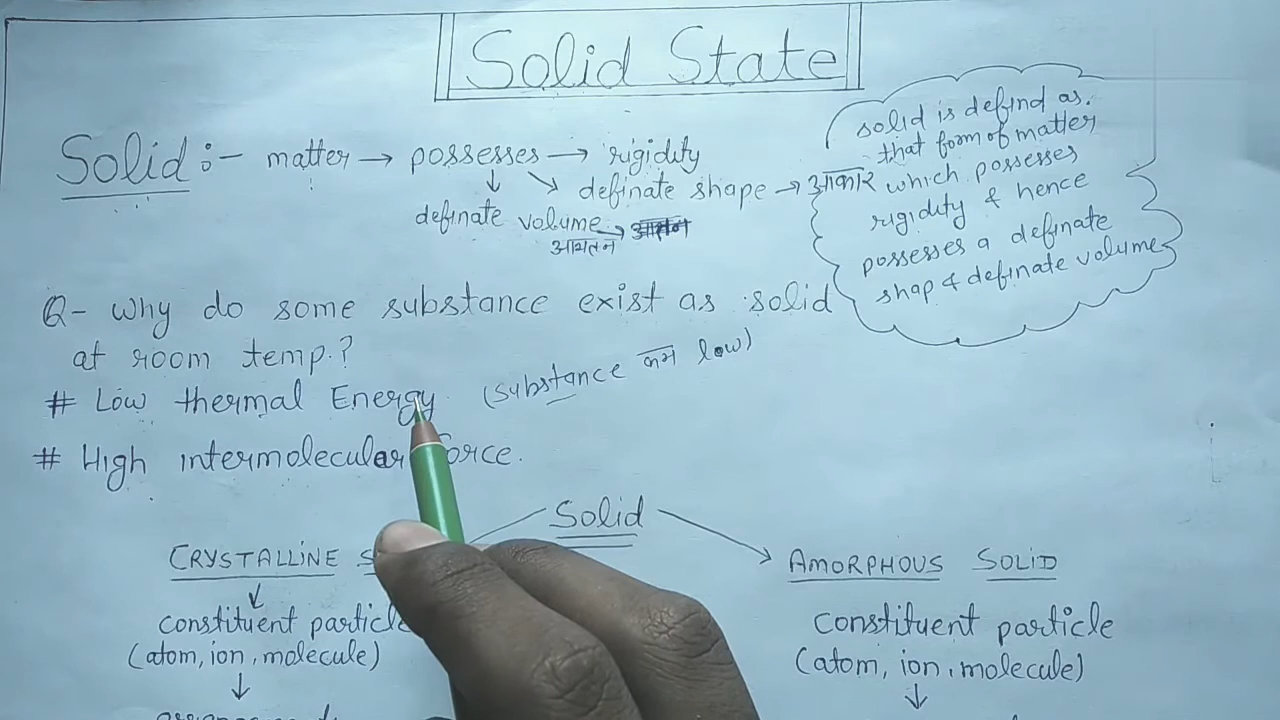 Solid State
Solid :- matter → possesses → rigidity
definate shape → आकार
definate volume →
आयतन
solid is defind as.
that form of matter
which possesses
rigidity & hence
possesses a definate
shap & definate volume
Q- Why do some substance exist as solid
at room temp.?
# Low thermal Energy (substance का low)
# High intermolecular force.
Solid
CRYSTALLINE
AMORPHOUS SOLID
↓
constituent particle
(atom, ion, molecule)
↓
constituent particle
(atom, ion, molecule)
↓